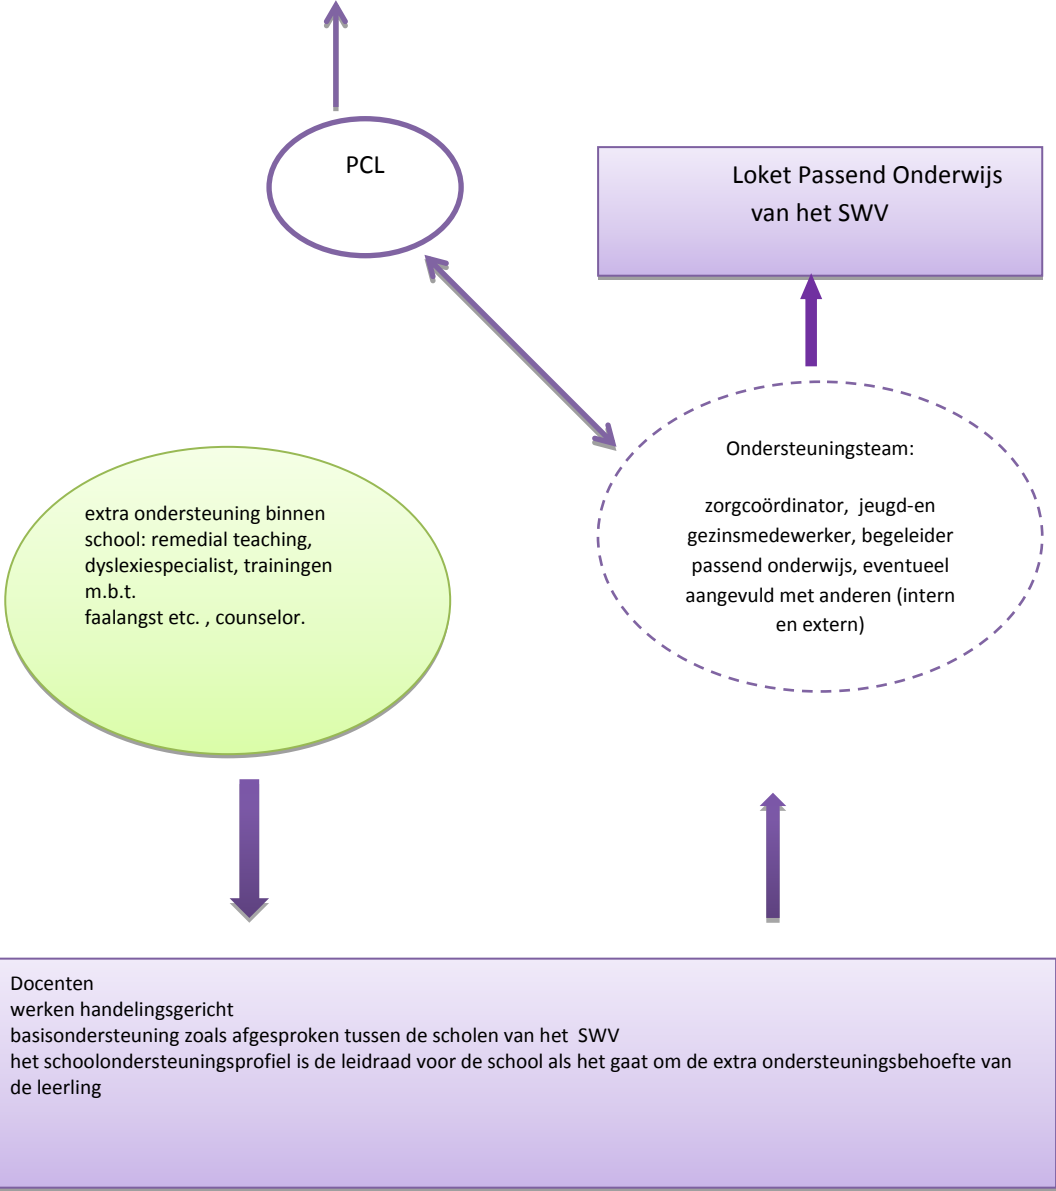 PCL
Loket Passend Onderwijs
van het SWV
Ondersteuningsteam:
zorgcoördinator, jeugd-en
gezinsmedewerker, begeleider
passend onderwijs, eventueel
aangevuld met anderen (intern
en extern)
extra ondersteuning binnen
school: remedial teaching,
dyslexiespecialist, trainingen
m.b.t.
faalangst etc. , counselor.
Docenten
werken handelingsgericht
basisondersteuning zoals afgesproken tussen de scholen van het SWV
het schoolondersteuningsprofiel is de leidraad voor de school als het gaat om de extra ondersteuningsbehoefte van
de leerling